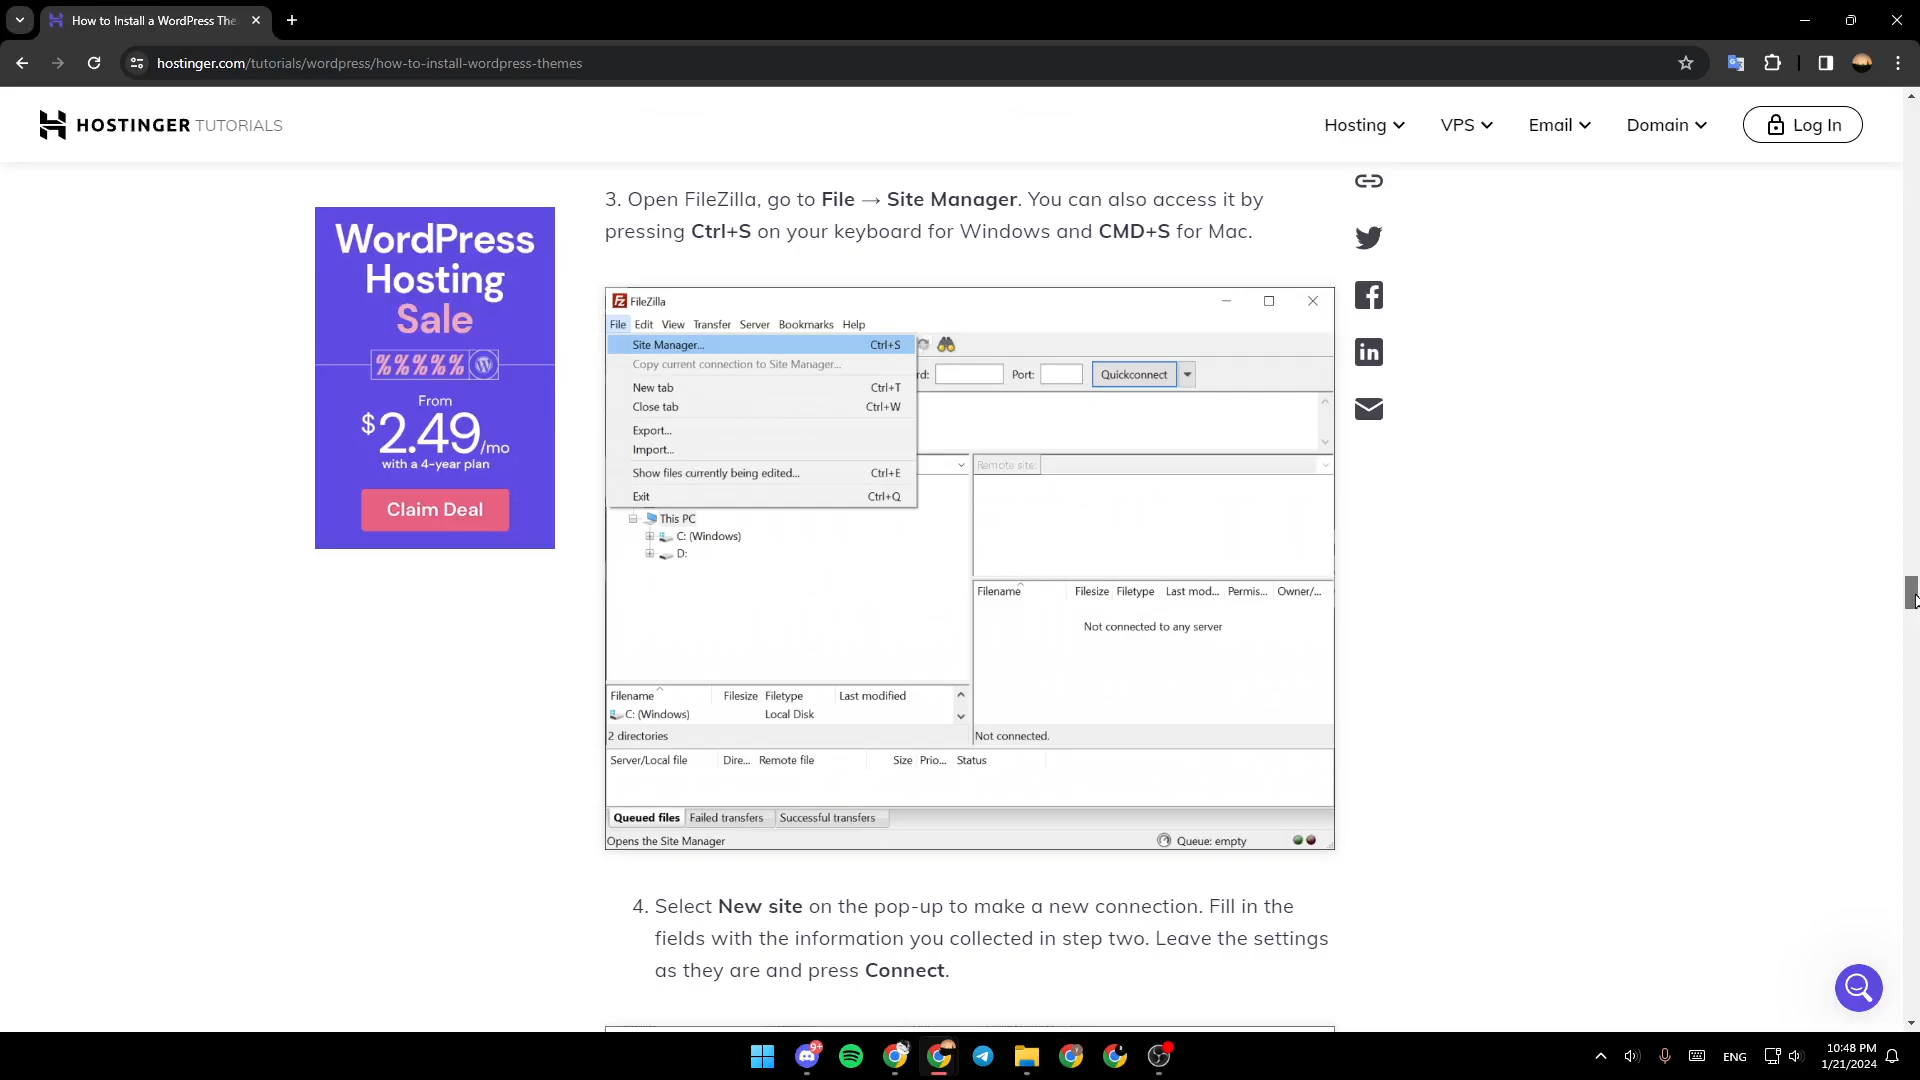 How to Install a WordPress The
hostinger.com/tutorials/wordpress/how-to-install-wordpress-themes
HOSTINGER TUTORIALS
Hosting
VPS
Email
Domain
Log In
WordPress
Hosting
Sale
%%%%%
From
$2.49/mo
with a 4-year plan
Claim Deal
3. Open FileZilla, go to File → Site Manager. You can also access it by
pressing Ctrl+S on your keyboard for Windows and CMD+S for Mac.
FileZilla
File Edit View Transfer Server Bookmarks Help
Site Manager... Ctrl+S
Copy current connection to Site Manager...
rd: Port: Quickconnect
New tab Ctrl+T
Close tab Ctrl+W
Export...
Import...
Remote site:
Show files currently being edited... Ctrl+E
Exit Ctrl+Q
This PC
C: (Windows)
D:
Filename Filesize Filetype Last mod... Permis... Owner/...
Not connected to any server
Filename Filesize Filetype Last modified
C: (Windows) Local Disk
2 directories
Not connected.
Server/Local file Dire... Remote file Size Prio... Status
Queued files Failed transfers Successful transfers
Opens the Site Manager
Queue: empty
4. Select New site on the pop-up to make a new connection. Fill in the
fields with the information you collected in step two. Leave the settings
as they are and press Connect.
9+
ENG
10:48 PM
1/21/2024